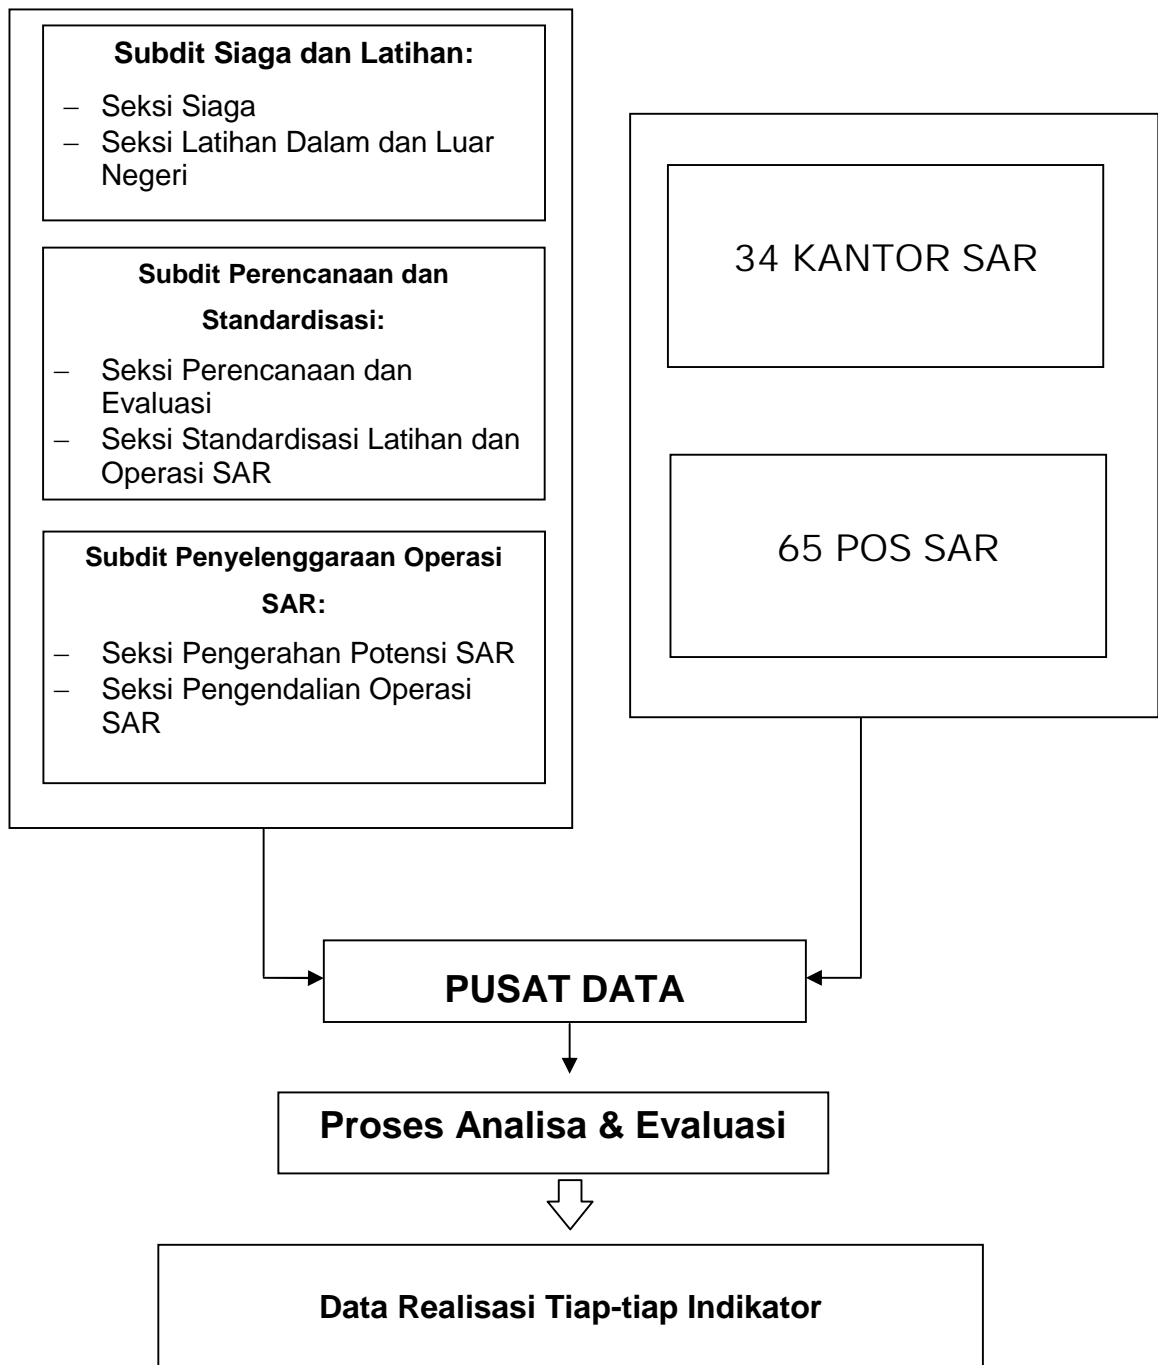 Subdit Siaga dan Latihan:
– Seksi Siaga
– Seksi Latihan Dalam dan Luar
Negeri
Subdit Perencanaan dan
Standardisasi:
– Seksi Perencanaan dan
Evaluasi
– Seksi Standardisasi Latihan dan
Operasi SAR
Subdit Penyelenggaraan Operasi
SAR:
– Seksi Pengerahan Potensi SAR
– Seksi Pengendalian Operasi
SAR
34 KANTOR SAR
65 POS SAR
PUSAT DATA
Proses Analisa & Evaluasi
Data Realisasi Tiap-tiap Indikator